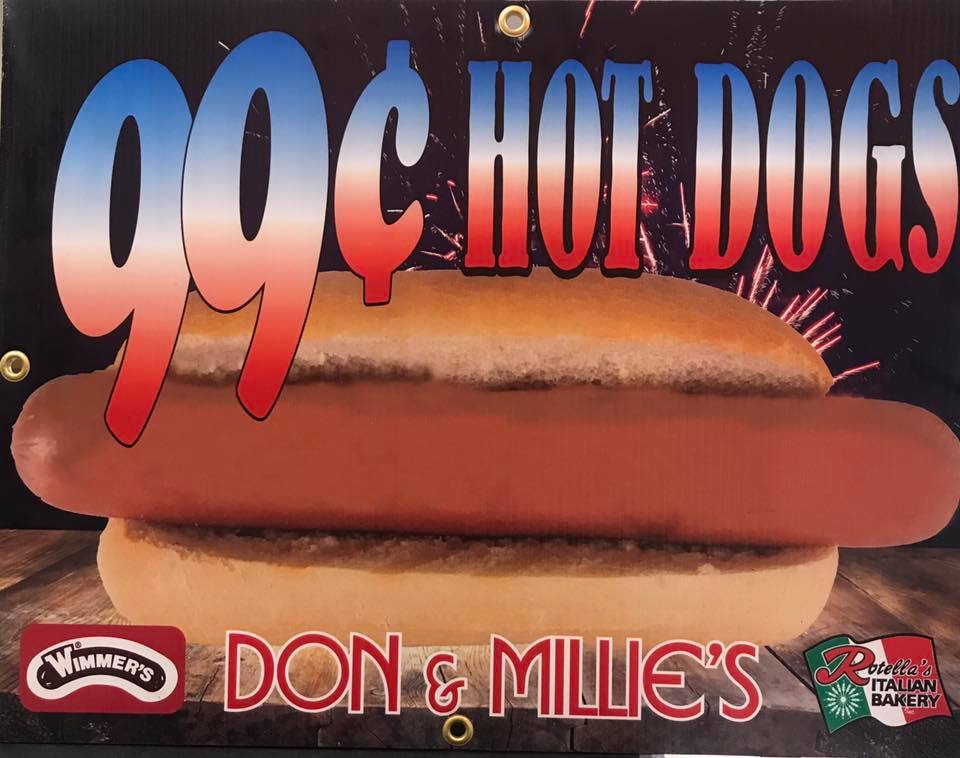 99¢ HOT DOGS
WIMMER'S®
DON & MILLIE'S
Rotella's
ITALIAN
BAKERY